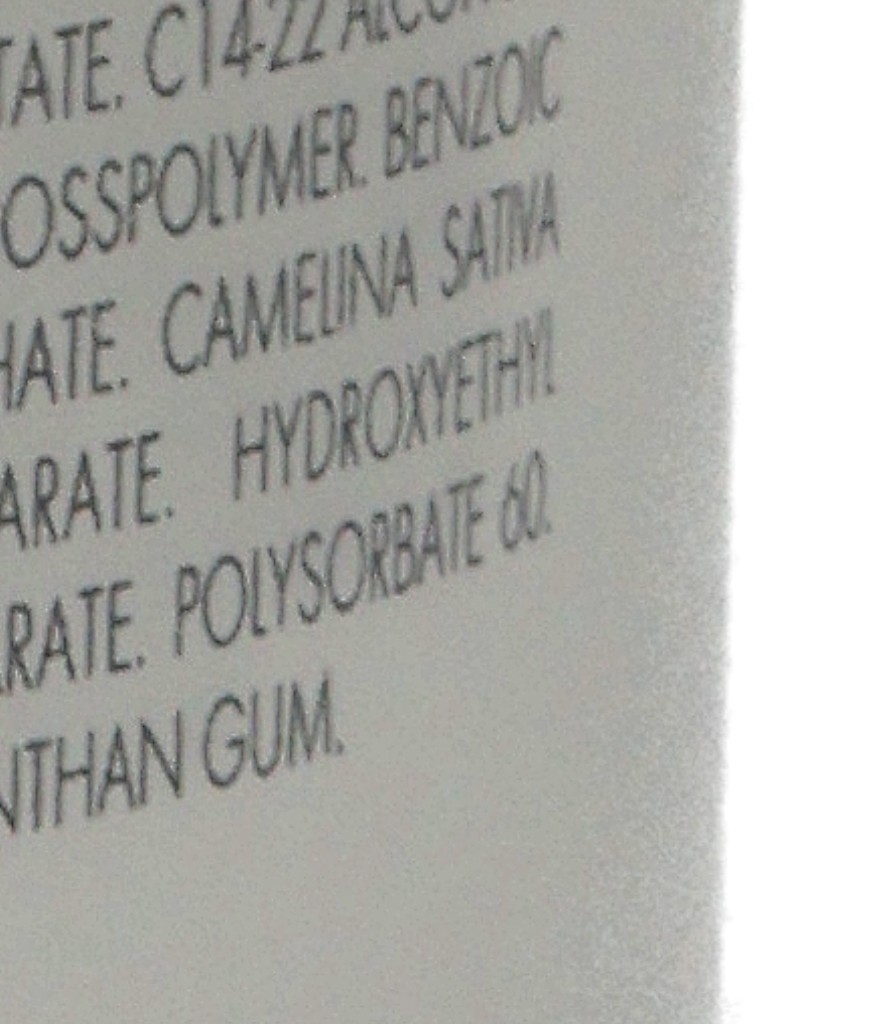 TATE. C14-22
OSSPOLYMER. BENZOIC
HATE. CAMELINA SATIVA
ARATE. HYDROXYETHYL
RATE. POLYSORBATE 60.
NTHAN GUM.